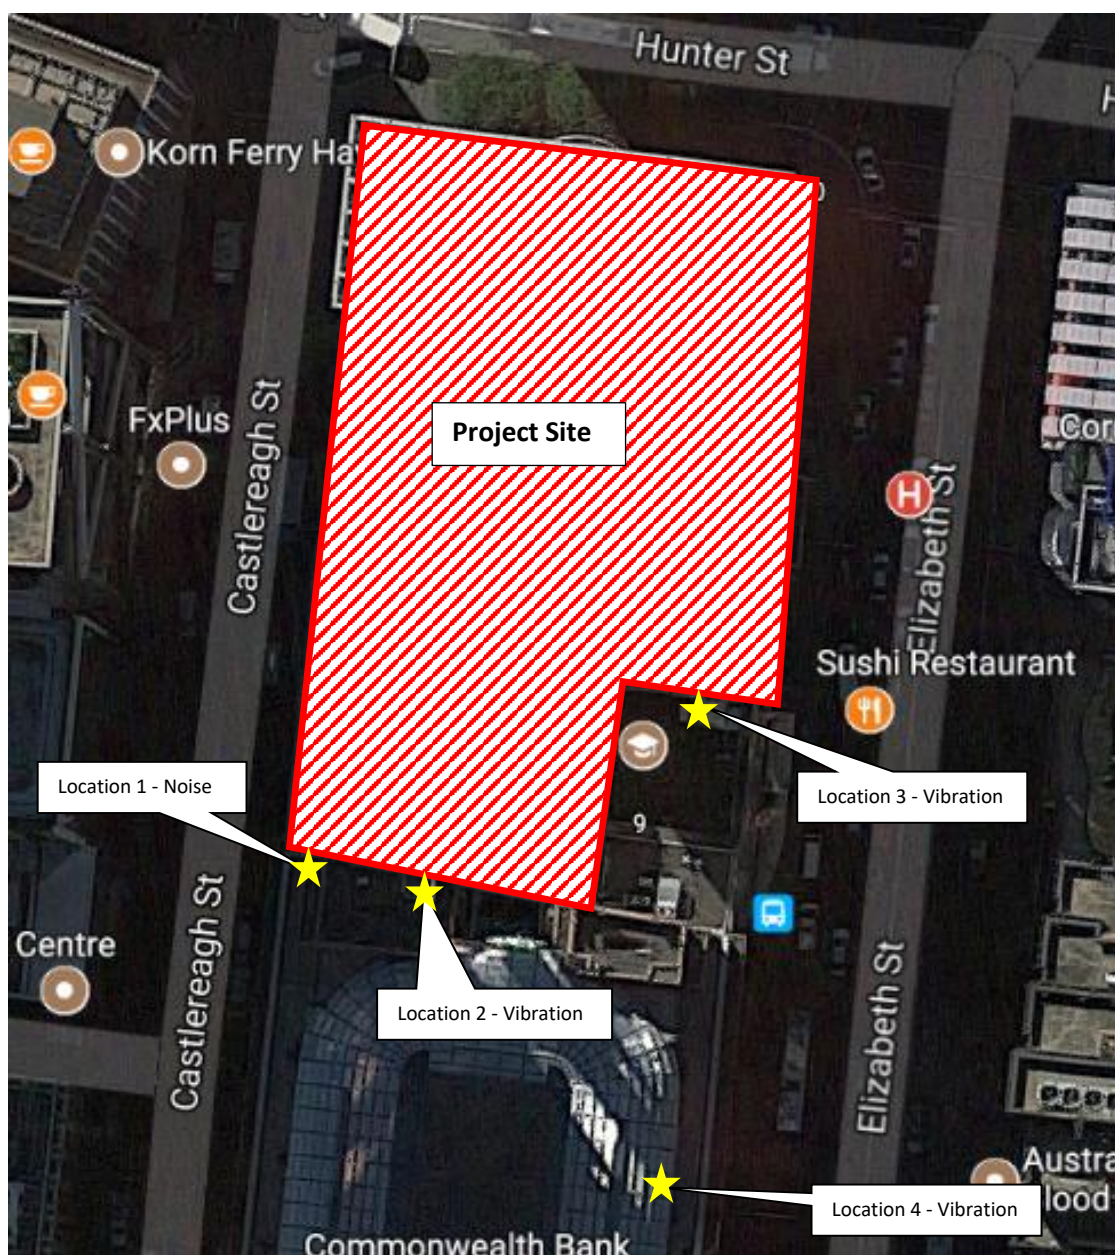 St
Hunter St
Korn Ferry Ha
FxPlus
Castlereagh St
Project Site
Cor
H
Elizabeth St
Sushi Restaurant
Location 1 - Noise
Location 3 - Vibration
9
Centre
Castlereagh St
Location 2 - Vibration
Elizabeth St
Austra
lood
Location 4 - Vibration
Commonwealth Bank